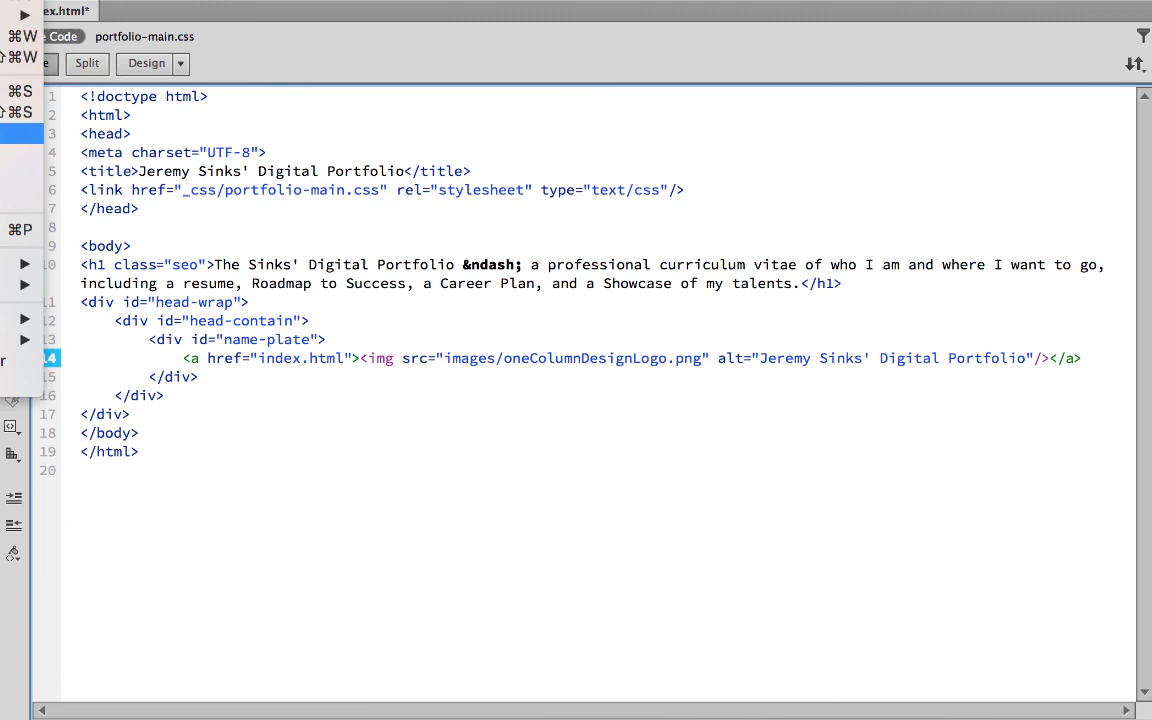 ex.html*
⌘W
Code portfolio-main.css
⇧⌘W
Split Design
⌘S
⇧⌘S
⌘P
1 <!doctype html>
2 <html>
3 <head>
4 <meta charset="UTF-8">
5 <title>Jeremy Sinks' Digital Portfolio</title>
6 <link href="_css/portfolio-main.css" rel="stylesheet" type="text/css"/>
7 </head>
8
9 <body>
10 <h1 class="seo">The Sinks' Digital Portfolio &ndash; a professional curriculum vitae of who I am and where I want to go,
including a resume, Roadmap to Success, a Career Plan, and a Showcase of my talents.</h1>
11 <div id="head-wrap">
12 <div id="head-contain">
13 <div id="name-plate">
14 <a href="index.html"><img src="images/oneColumnDesignLogo.png" alt="Jeremy Sinks' Digital Portfolio"/></a>
15 </div>
16 </div>
17 </div>
18 </body>
19 </html>
20